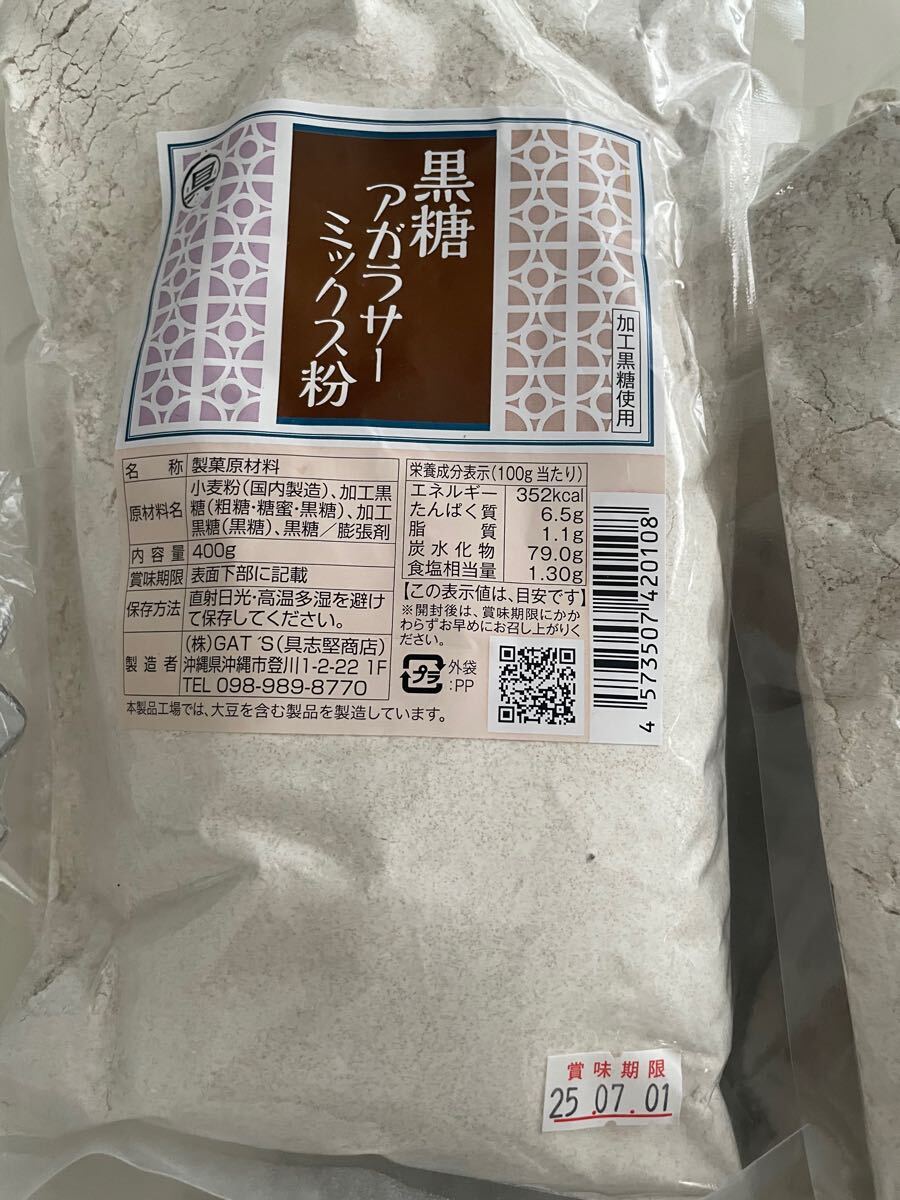 具
黒糖
アガラサー
ミックス粉
加工黒糖使用
名称 製菓原材料
原材料名 小麦粉(国内製造)、加工黒
糖(粗糖・糖蜜・黒糖)、加工
黒糖(黒糖)、黒糖／膨張剤
内容量 400g
賞味期限 表面下部に記載
保存方法 直射日光・高温多湿を避け
て保存してください。
製造者 (株)GAT´S(具志堅商店)
沖縄県沖縄市登川1-2-22 1F
TEL 098-989-8770
本製品工場では、大豆を含む製品を製造しています。
栄養成分表示(100g当たり)
エネルギー 352kcal
たんぱく質 6.5g
脂質 1.1g
炭水化物 79.0g
食塩相当量 1.30g
【この表示値は、目安です】
※開封後は、賞味期限にかか
わらずお早めにお召し上がりく
ださい。
プラ
外袋
:PP
4 573507 420108
賞味期限
25.07.01